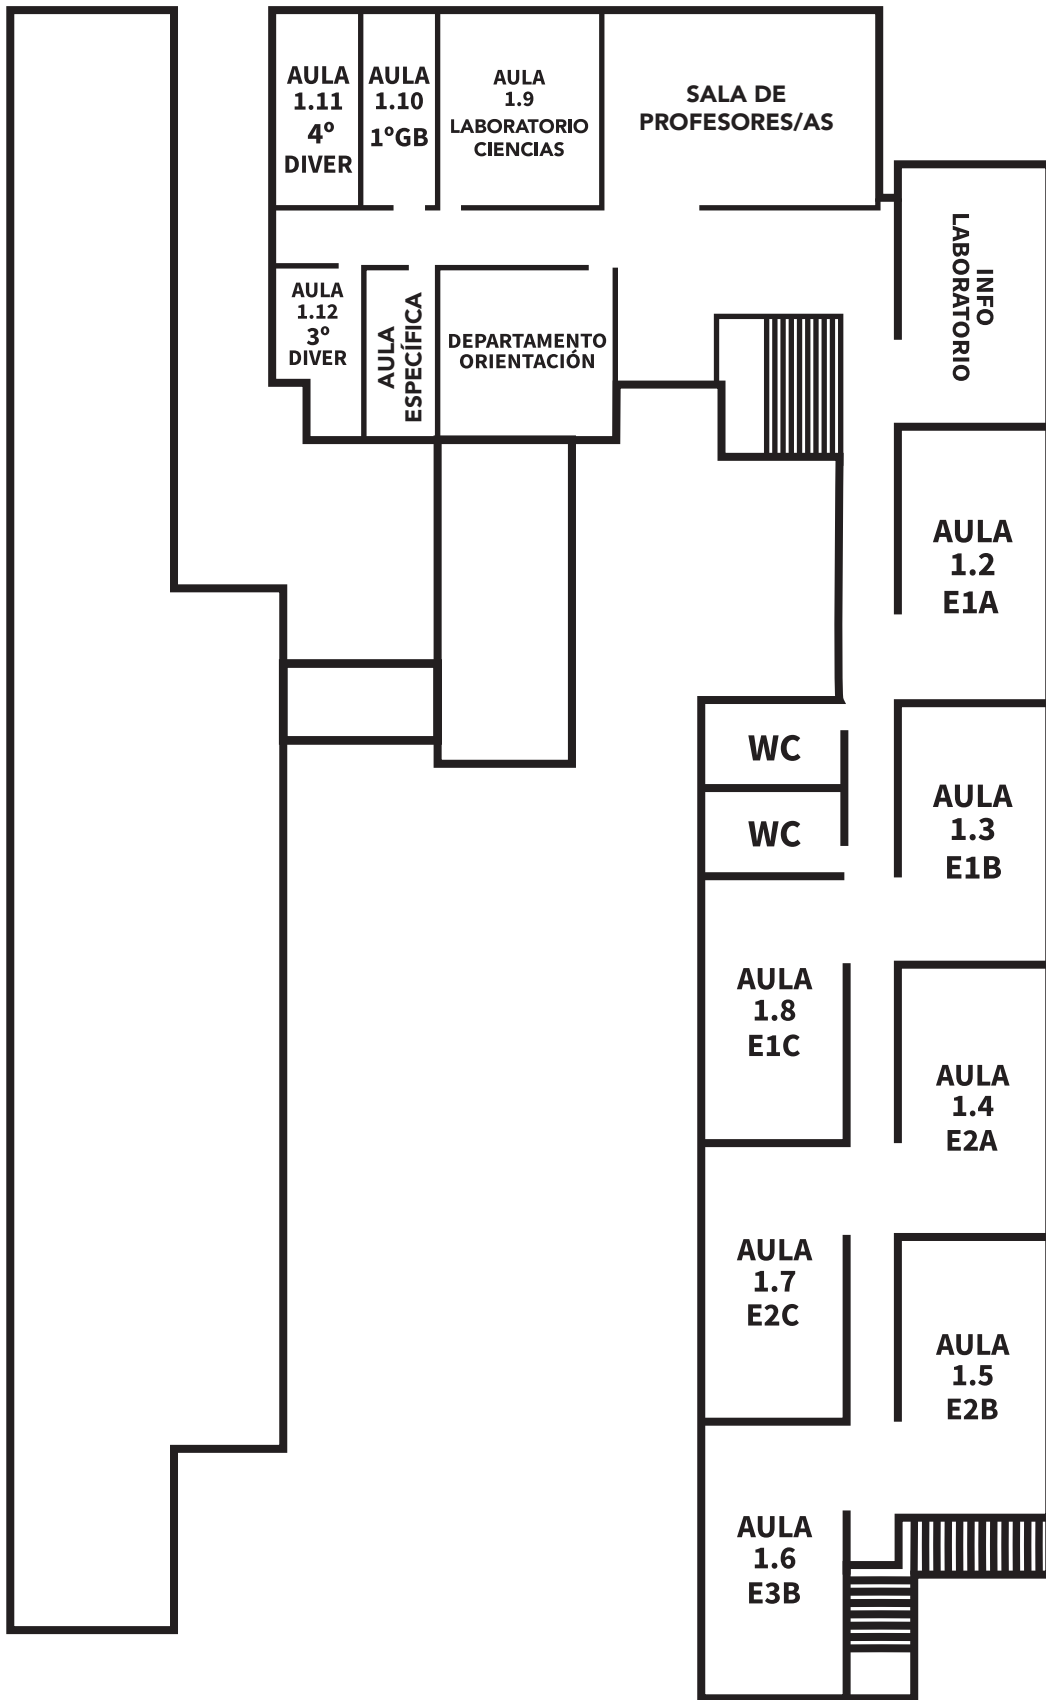 AULA
1.11
4º
DIVER
AULA
1.10
1ºGB
AULA
1.9
LABORATORIO
CIENCIAS
SALA DE
PROFESORES/AS
INFO
LABORATORIO
AULA
1.12
3º
DIVER
AULA
ESPECÍFICA
DEPARTAMENTO
ORIENTACIÓN
AULA
1.2
E1A
WC
WC
AULA
1.3
E1B
AULA
1.8
E1C
AULA
1.4
E2A
AULA
1.7
E2C
AULA
1.5
E2B
AULA
1.6
E3B